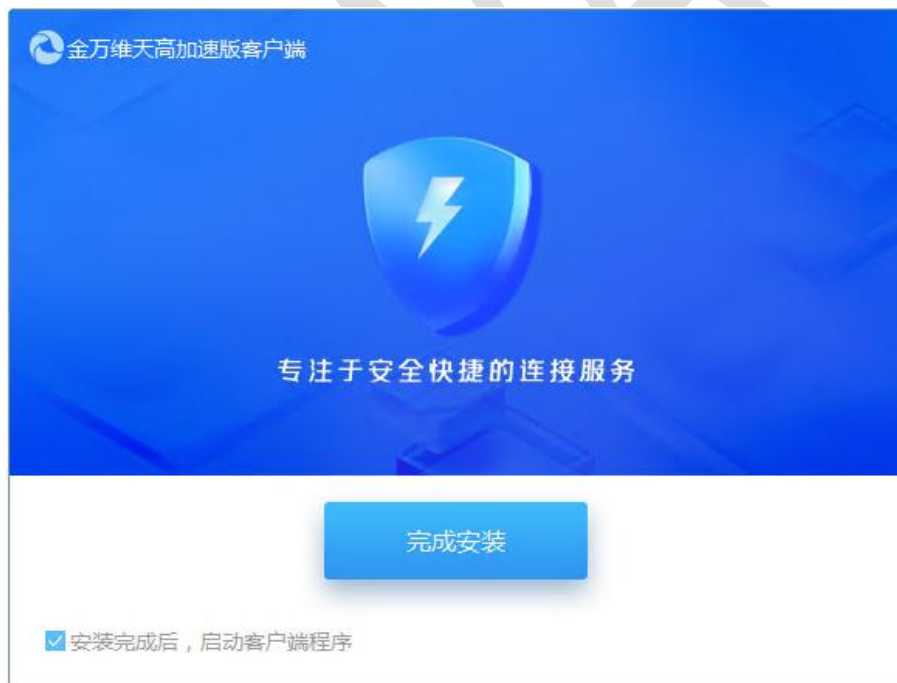 金万维天高加速版客户端
专注于安全快捷的连接服务
完成安装
安装完成后，启动客户端程序